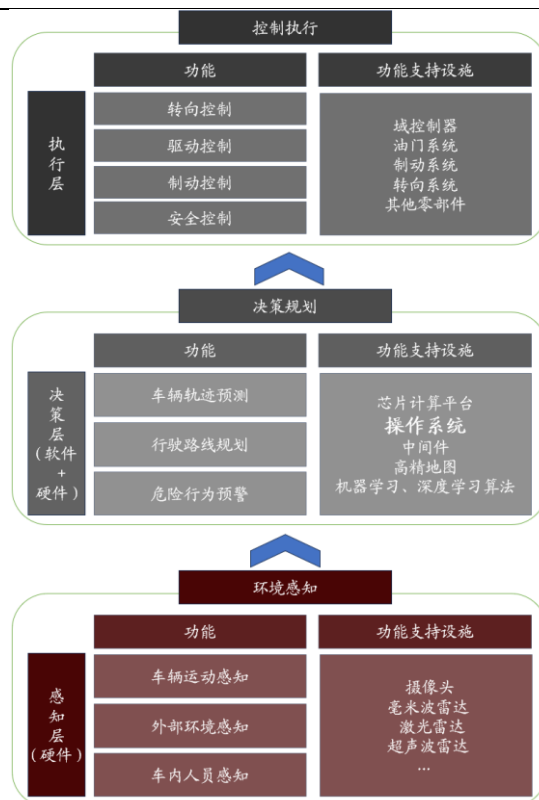 控制执行
功能
功能支持设施
执行层
转向控制
驱动控制
制动控制
安全控制
域控制器
油门系统
制动系统
转向系统
其他零部件
决策规划
功能
功能支持设施
决策层
(软件
+
硬件)
车辆轨迹预测
行驶路线规划
危险行为预警
芯片计算平台
操作系统
中间件
高精地图
机器学习、深度学习算法
环境感知
功能
功能支持设施
感知层
(硬件)
车辆运动感知
外部环境感知
车内人员感知
摄像头
毫米波雷达
激光雷达
超声波雷达
...